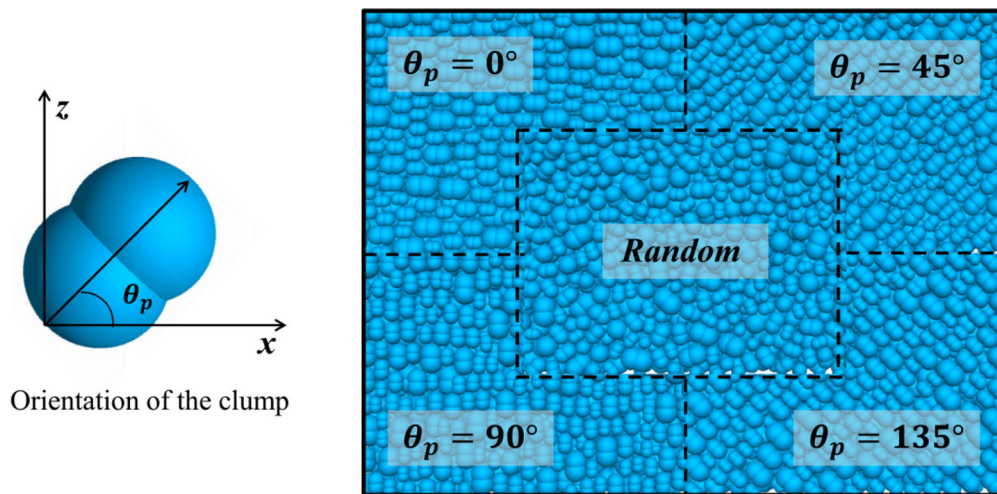 z
θp
x
Orientation of the clump
θp = 0°
θp = 45°
Random
θp = 90°
θp = 135°